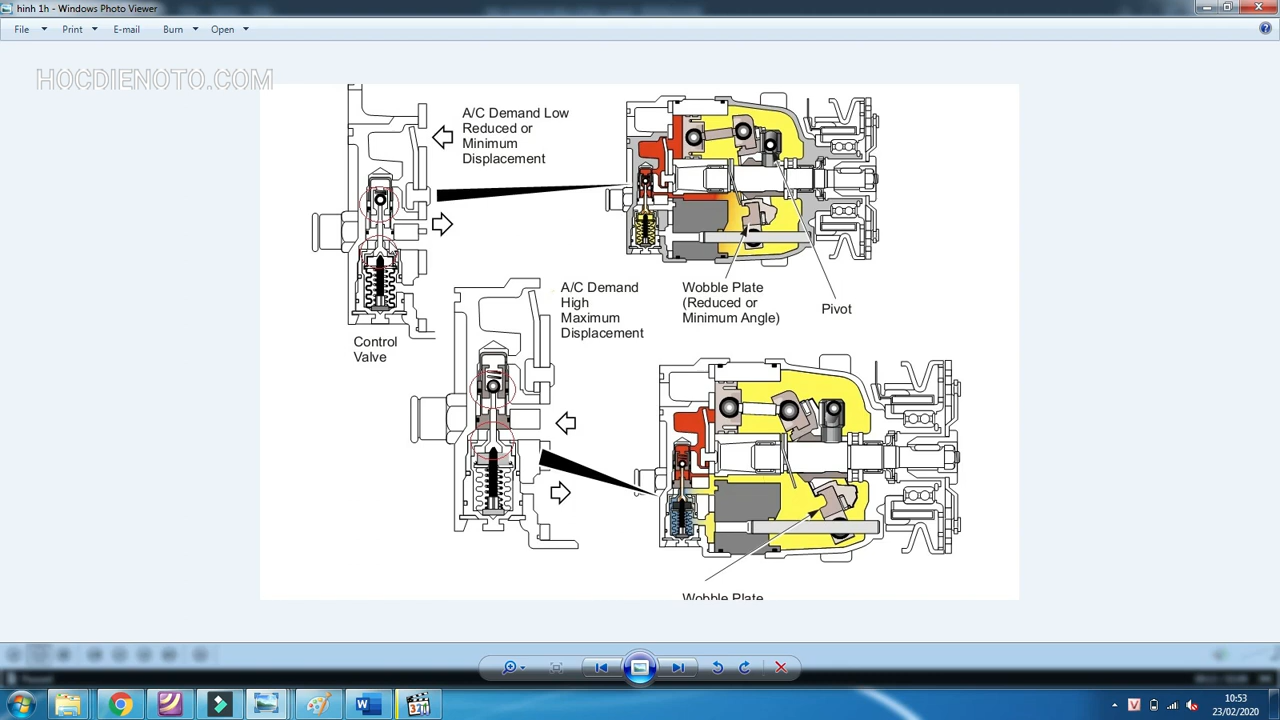 hinh 1h - Windows Photo Viewer
File Print E-mail Burn Open
HOCDIENOTO.COM
A/C Demand Low
Reduced or
Minimum
Displacement
Control
Valve
Wobble Plate
(Reduced or
Minimum Angle)
Pivot
A/C Demand
High
Maximum
Displacement
Wobble Plate
10:53
23/02/2020